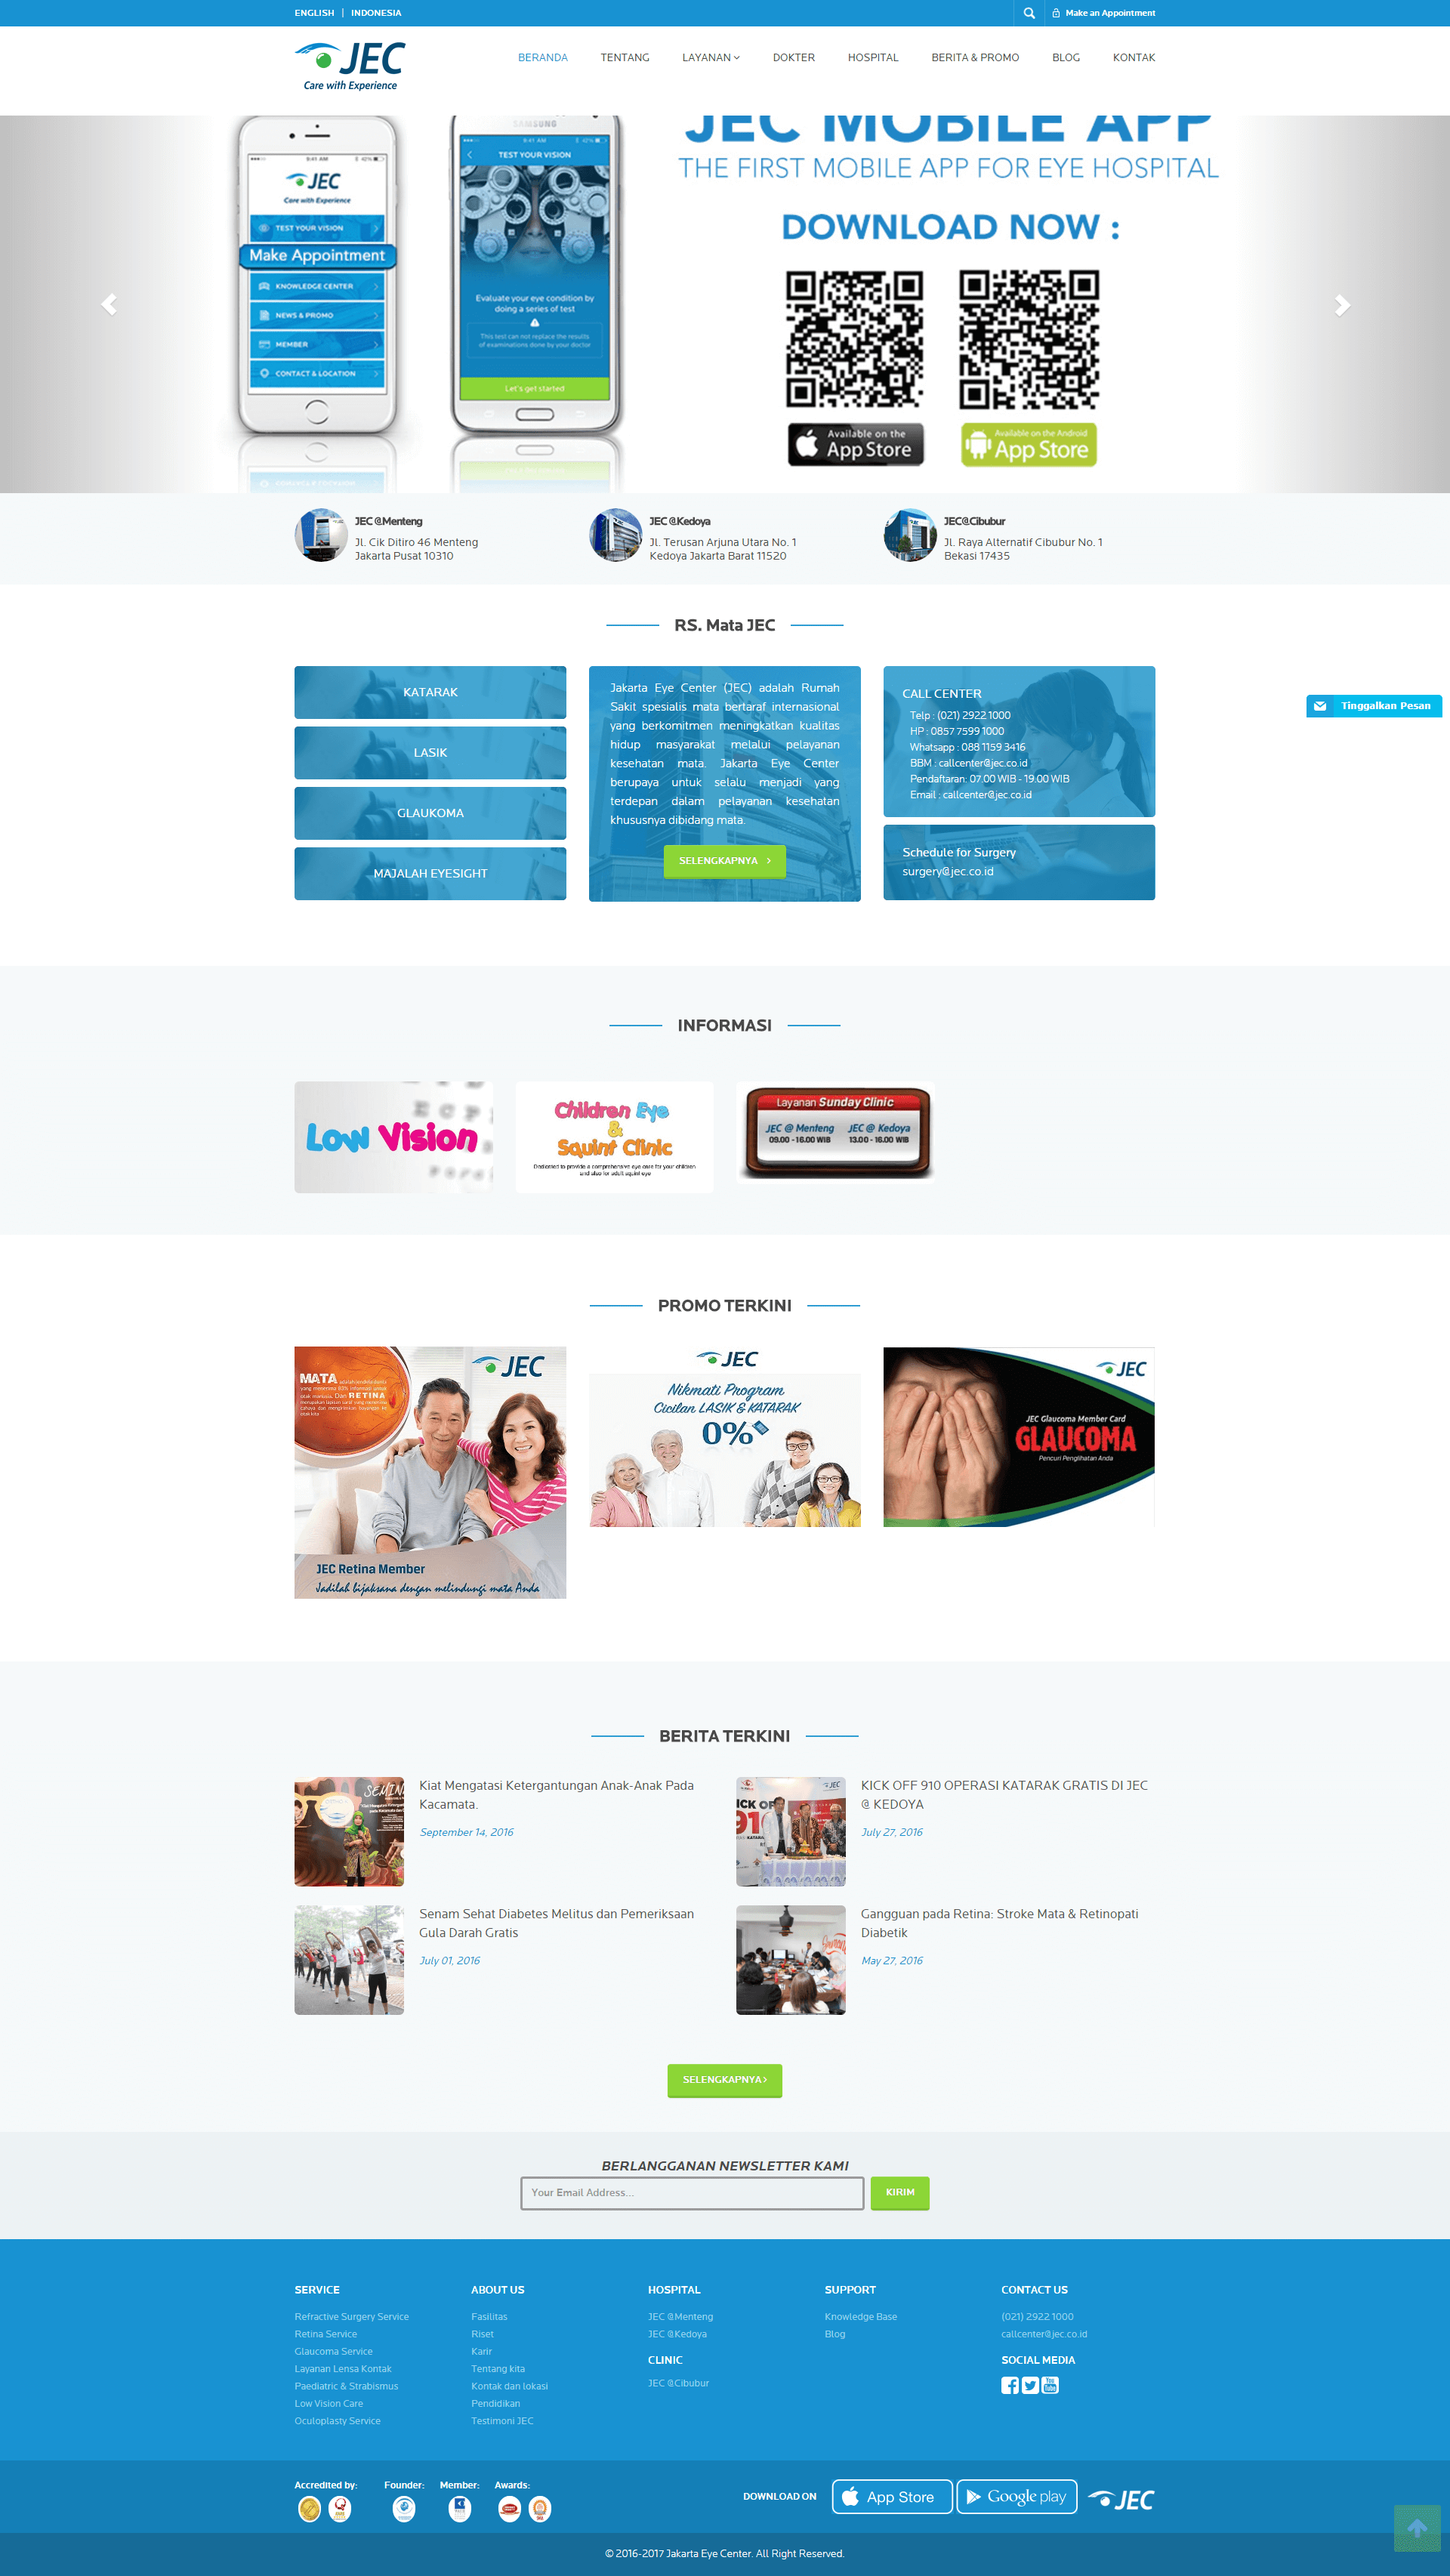 ENGLISH | INDONESIA
Make an Appointment
JEC
Care with Experience
BERANDA
TENTANG
LAYANAN
DOKTER
HOSPITAL
BERITA & PROMO
BLOG
KONTAK
JEC MOBILE APP
THE FIRST MOBILE APP FOR EYE HOSPITAL
DOWNLOAD NOW :
9:41 AM 42%
JEC
Care with Experience
TEST YOUR VISION
Make Appointment
KNOWLEDGE CENTER
NEWS & PROMO
MEMBER
CONTACT & LOCATION
SAMSUNG
9:41 AM 42%
TEST YOUR VISION
Evaluate your eye condition by
doing a series of test
This test can not replace the results
of examinations done by your doctor
Let's get started
Available on the
App Store
Available on the Android
App Store
JEC @Menteng
Jl. Cik Ditiro 46 Menteng
Jakarta Pusat 10310
JEC @Kedoya
Jl. Terusan Arjuna Utara No. 1
Kedoya Jakarta Barat 11520
JEC@Cibubur
Jl. Raya Alternatif Cibubur No. 1
Bekasi 17435
RS. Mata JEC
KATARAK
LASIK
GLAUKOMA
MAJALAH EYESIGHT
Jakarta Eye Center (JEC) adalah Rumah
Sakit spesialis mata bertaraf internasional
yang berkomitmen meningkatkan kualitas
hidup masyarakat melalui pelayanan
kesehatan mata. Jakarta Eye Center
berupaya untuk selalu menjadi yang
terdepan dalam pelayanan kesehatan
khususnya dibidang mata.
SELENGKAPNYA >
CALL CENTER
Telp : (021) 2922 1000
HP : 0857 7599 1000
Whatsapp : 088 1159 3416
BBM : callcenter@jec.co.id
Pendaftaran: 07.00 WIB - 19.00 WIB
Email : callcenter@jec.co.id
Schedule for Surgery
surgery@jec.co.id
Tinggalkan Pesan
INFORMASI
Low Vision
Children Eye
&
Squint Clinic
Dedicated to provide a comprehensive eye care for your children
and also for adult squint eye
Layanan Sunday Clinic
JEC @ Menteng JEC @ Kedoya
09.00 - 16.00 WIB 13.00 - 16.00 WIB
PROMO TERKINI
JEC
MATA
RETINA
JEC Retina Member
Jadilah bijaksana dengan melindungi mata Anda
JEC
Nikmati Program
Cicilan LASIK & KATARAK
0%
JEC
JEC Glaucoma Member Card
GLAUCOMA
Pencuri Penglihatan Anda
BERITA TERKINI
Kiat Mengatasi Ketergantungan Anak-Anak Pada
Kacamata.
September 14, 2016
KICK OFF 910 OPERASI KATARAK GRATIS DI JEC
@ KEDOYA
July 27, 2016
Senam Sehat Diabetes Melitus dan Pemeriksaan
Gula Darah Gratis
July 01, 2016
Gangguan pada Retina: Stroke Mata & Retinopati
Diabetik
May 27, 2016
SELENGKAPNYA >
BERLANGGANAN NEWSLETTER KAMI
Your Email Address...
KIRIM
SERVICE
Refractive Surgery Service
Retina Service
Glaucoma Service
Layanan Lensa Kontak
Paediatric & Strabismus
Low Vision Care
Oculoplasty Service
ABOUT US
Fasilitas
Riset
Karir
Tentang kita
Kontak dan lokasi
Pendidikan
Testimoni JEC
HOSPITAL
JEC @Menteng
JEC @Kedoya
CLINIC
JEC @Cibubur
SUPPORT
Knowledge Base
Blog
CONTACT US
(021) 2922 1000
callcenter@jec.co.id
SOCIAL MEDIA
Accredited by:
Founder:
Member:
Awards:
DOWNLOAD ON
App Store
Google play
JEC
© 2016-2017 Jakarta Eye Center. All Right Reserved.